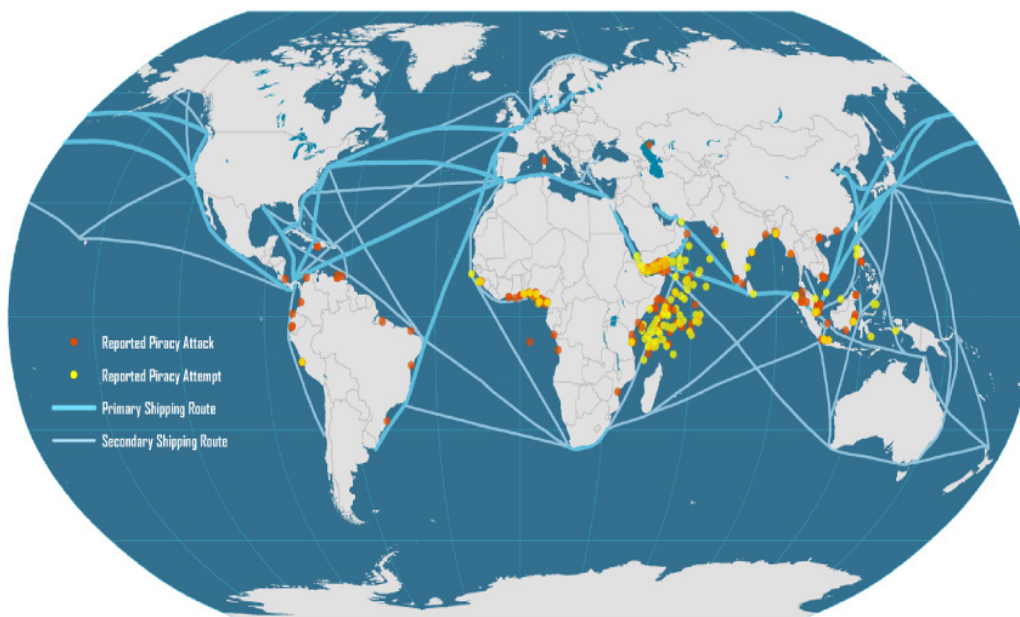 Reported Piracy Attack
Reported Piracy Attempt
Primary Shipping Route
Secondary Shipping Route